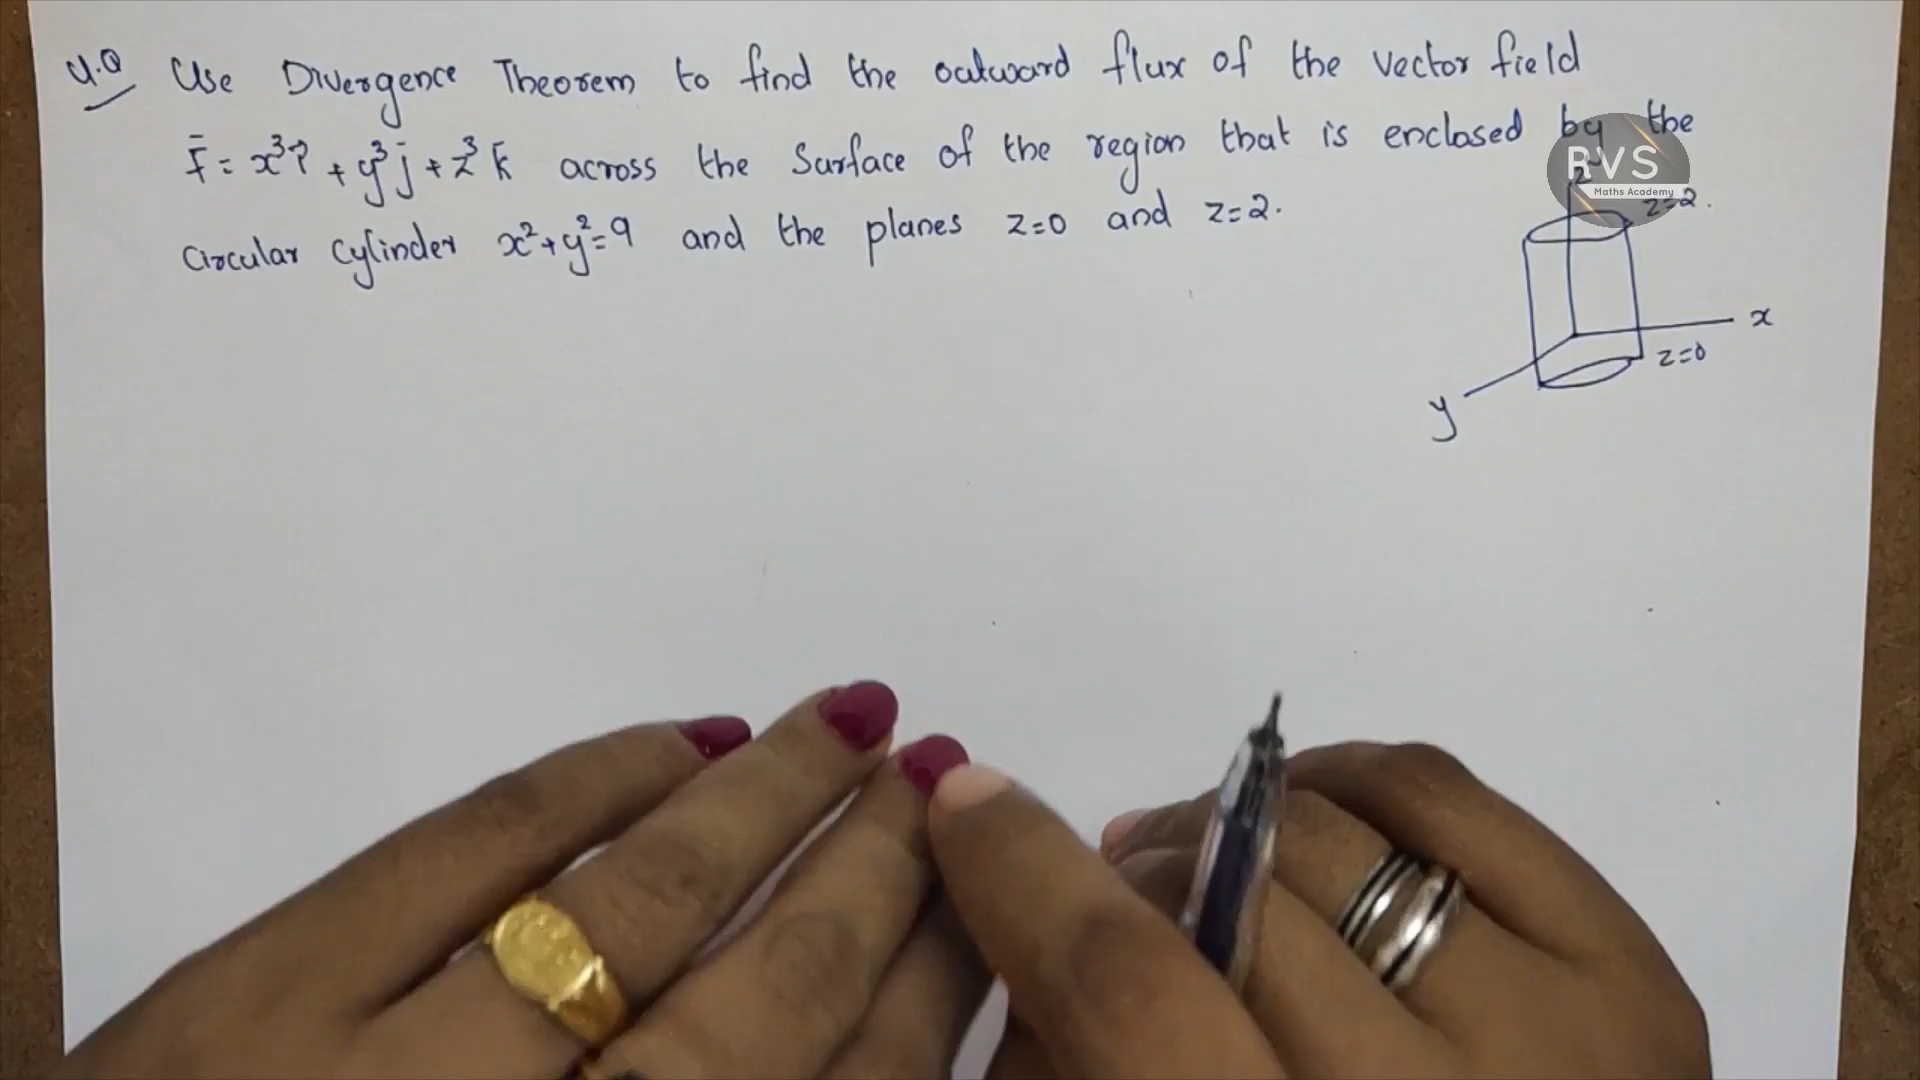 U.Q Use Divergence Theorem to find the outward flux of the vector field
F̄ = x³î + y³j̄ + z³k̄ across the surface of the region that is enclosed by the
Circular Cylinder x²+y²=9 and the planes z=0 and z=2.
RVS
Maths Academy
z
z=2.
x
z=0
y